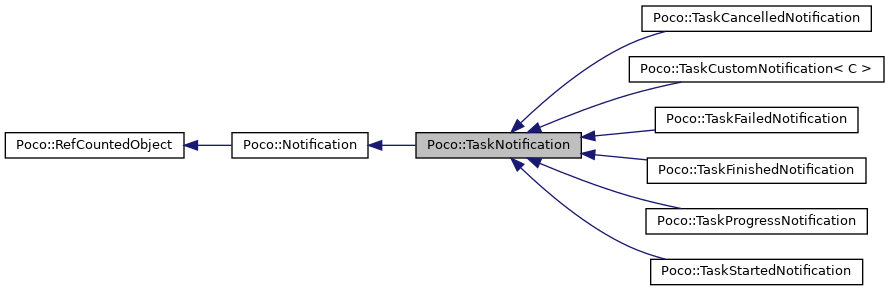 Poco::TaskCancelledNotification
Poco::TaskCustomNotification< C >
Poco::TaskFailedNotification
Poco::RefCountedObject
Poco::Notification
Poco::TaskNotification
Poco::TaskFinishedNotification
Poco::TaskProgressNotification
Poco::TaskStartedNotification